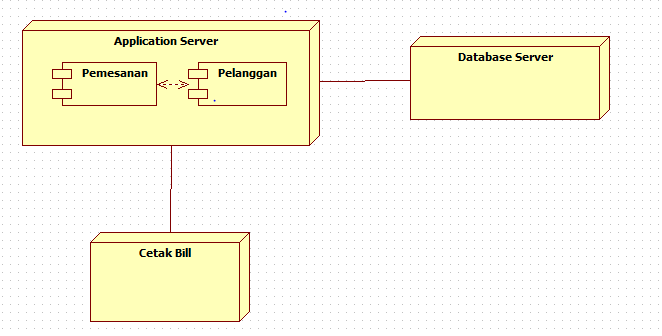 Application Server
Pemesanan
Pelanggan
Database Server
Cetak Bill